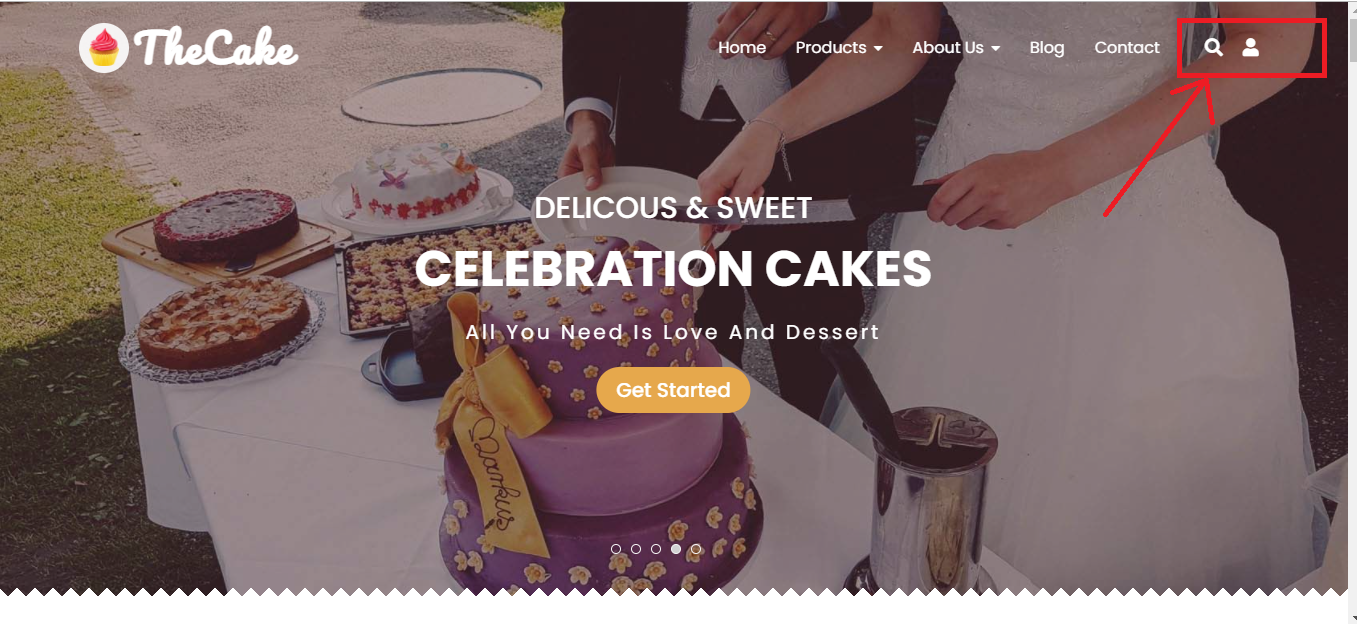 TheCake
Home Products About Us Blog Contact
DELICOUS & SWEET
CELEBRATION CAKES
All You Need Is Love And Dessert
Get Started
Markus